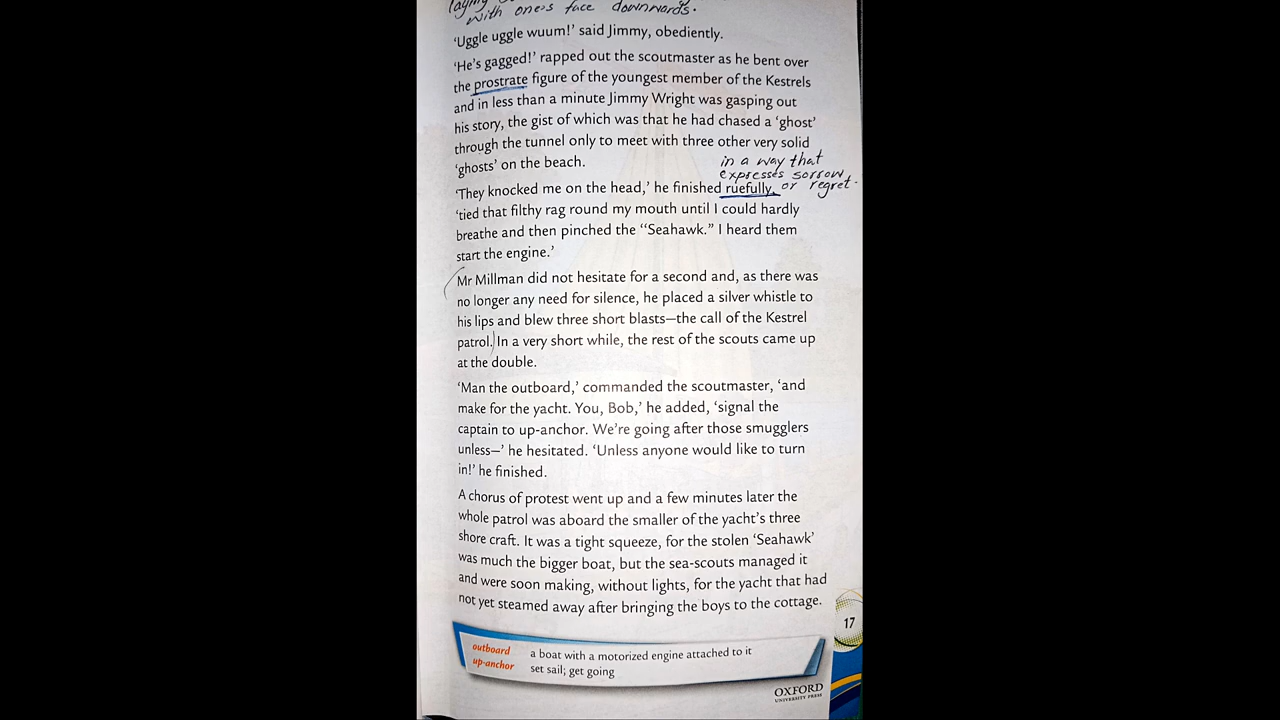 laying
with one's face downwards.
‘Uggle uggle wuum!’ said Jimmy, obediently.
‘He’s gagged!’ rapped out the scoutmaster as he bent over
the prostrate figure of the youngest member of the Kestrels
and in less than a minute Jimmy Wright was gasping out
his story, the gist of which was that he had chased a ‘ghost’
through the tunnel only to meet with three other very solid
‘ghosts’ on the beach.
in a way that
expresses sorrow
or regret.
‘They knocked me on the head,’ he finished ruefully,
‘tied that filthy rag round my mouth until I could hardly
breathe and then pinched the “Seahawk.” I heard them
start the engine.’
Mr Millman did not hesitate for a second and, as there was
no longer any need for silence, he placed a silver whistle to
his lips and blew three short blasts—the call of the Kestrel
patrol. In a very short while, the rest of the scouts came up
at the double.
‘Man the outboard,’ commanded the scoutmaster, ‘and
make for the yacht. You, Bob,’ he added, ‘signal the
captain to up-anchor. We’re going after those smugglers
unless—’ he hesitated. ‘Unless anyone would like to turn
in!’ he finished.
A chorus of protest went up and a few minutes later the
whole patrol was aboard the smaller of the yacht’s three
shore craft. It was a tight squeeze, for the stolen ‘Seahawk’
was much the bigger boat, but the sea-scouts managed it
and were soon making, without lights, for the yacht that had
not yet steamed away after bringing the boys to the cottage.
17
outboard a boat with a motorized engine attached to it
up-anchor set sail; get going
OXFORD
UNIVERSITY PRESS